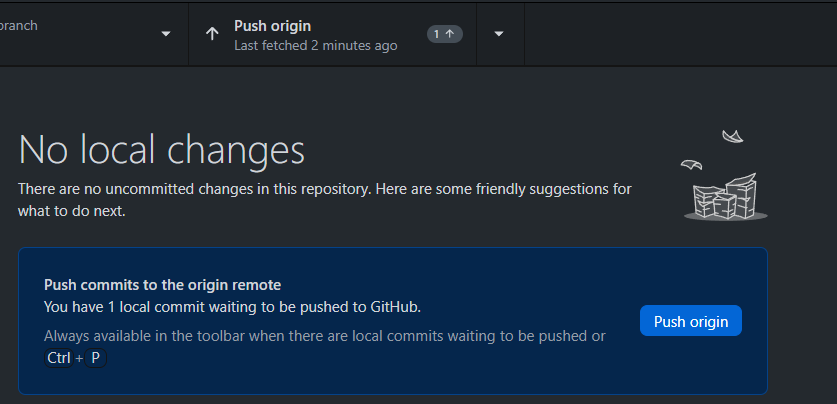 branch
Push origin
Last fetched 2 minutes ago
1
No local changes
There are no uncommitted changes in this repository. Here are some friendly suggestions for
what to do next.
Push commits to the origin remote
You have 1 local commit waiting to be pushed to GitHub.
Always available in the toolbar when there are local commits waiting to be pushed or
Ctrl + P
Push origin